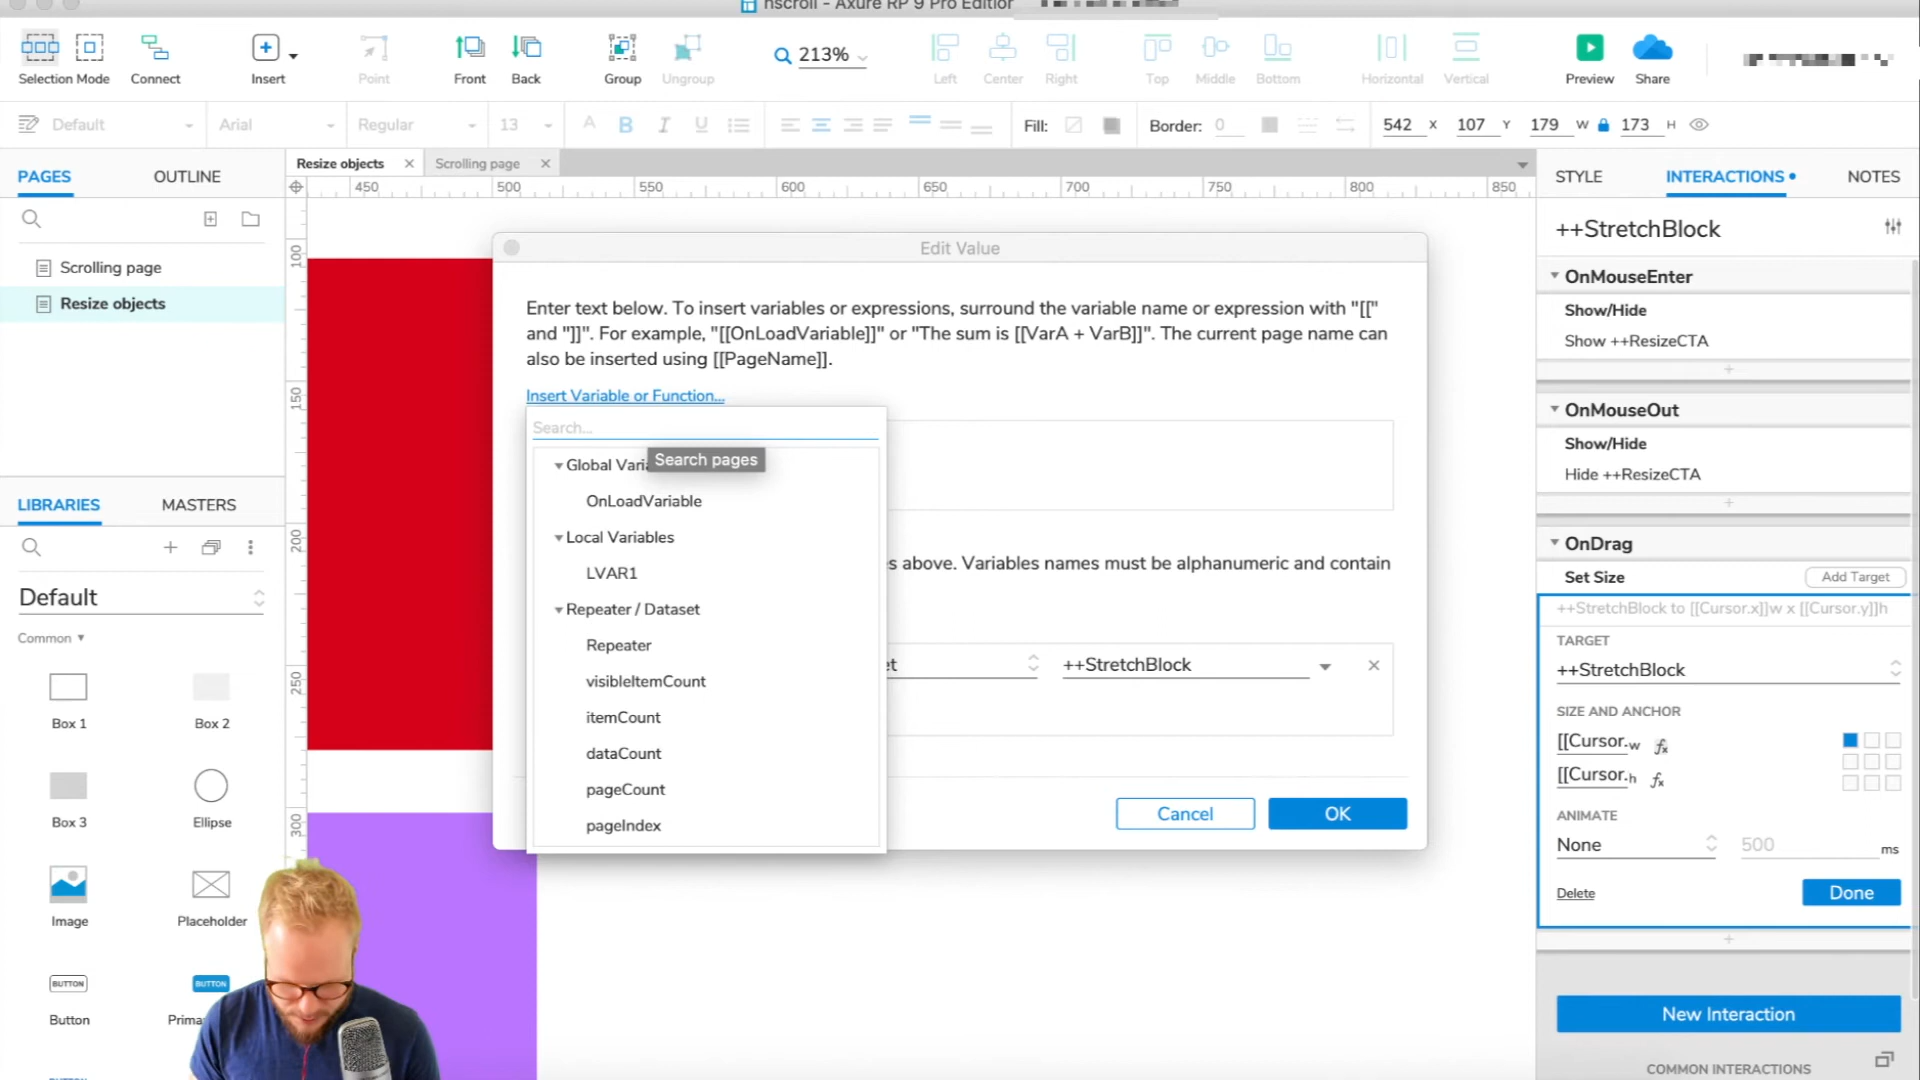 nscroll - Axure RP 9 Pro Edition
Selection Mode
Connect
Insert
Point
Front
Back
Group
Ungroup
213%
Left
Center
Right
Top
Middle
Bottom
Horizontal
Vertical
Preview
Share
Default
Arial
Regular
13
A B I U
Fill:
Border: 0
542 X 107 Y 179 W 173 H
PAGES
OUTLINE
Scrolling page
Resize objects
Resize objects
Scrolling page
450 500 550 600 650 700 750 800 850
100
150
200
250
300
LIBRARIES
MASTERS
Default
Common
Box 1
Box 2
Box 3
Ellipse
Image
Placeholder
BUTTON
BUTTON
Button
Edit Value
Enter text below. To insert variables or expressions, surround the variable name or expression with "[["
and "]]". For example, "[[OnLoadVariable]]" or "The sum is [[VarA + VarB]]". The current page name can
also be inserted using [[PageName]].
Insert Variable or Function...
Search...
Search pages
Global Varia
OnLoadVariable
Local Variables
LVAR1
Repeater / Dataset
Repeater
visibleItemCount
itemCount
dataCount
pageCount
pageIndex
s above. Variables names must be alphanumeric and contain
et
++StretchBlock
Cancel
OK
STYLE
INTERACTIONS
NOTES
++StretchBlock
OnMouseEnter
Show/Hide
Show ++ResizeCTA
OnMouseOut
Show/Hide
Hide ++ResizeCTA
OnDrag
Set Size
Add Target
++StretchBlock to [[Cursor.x]]w x [[Cursor.y]]h
TARGET
++StretchBlock
SIZE AND ANCHOR
[[Cursor. w fx
[[Cursor. h fx
ANIMATE
None
500 ms
Delete
Done
New Interaction
COMMON INTERACTIONS